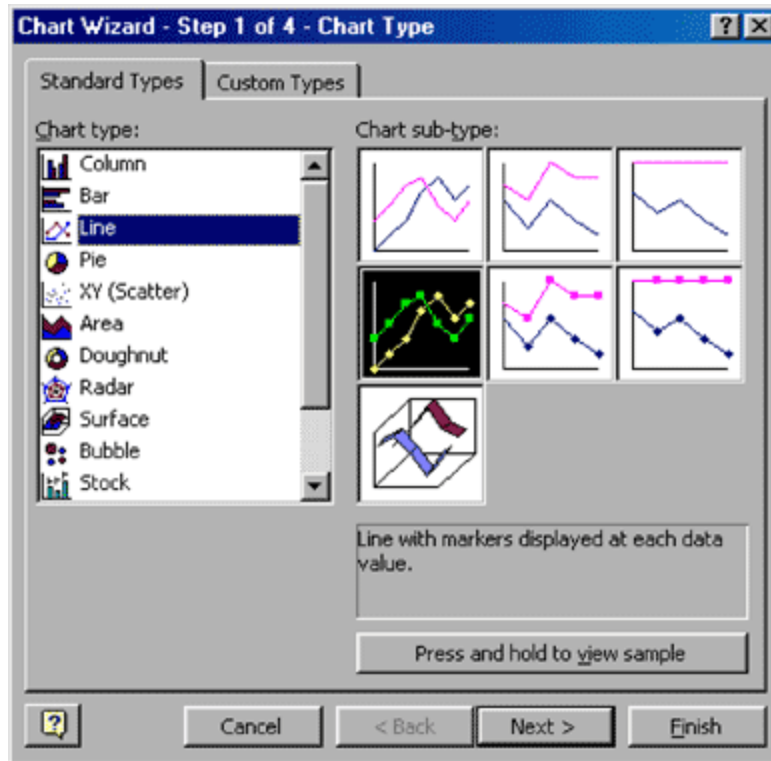 Chart Wizard - Step 1 of 4 - Chart Type
Standard Types
Custom Types
Chart type:
Column
Bar
Line
Pie
XY (Scatter)
Area
Doughnut
Radar
Surface
Bubble
Stock
Chart sub-type:
Line with markers displayed at each data
value.
Press and hold to view sample
Cancel
< Back
Next >
Finish